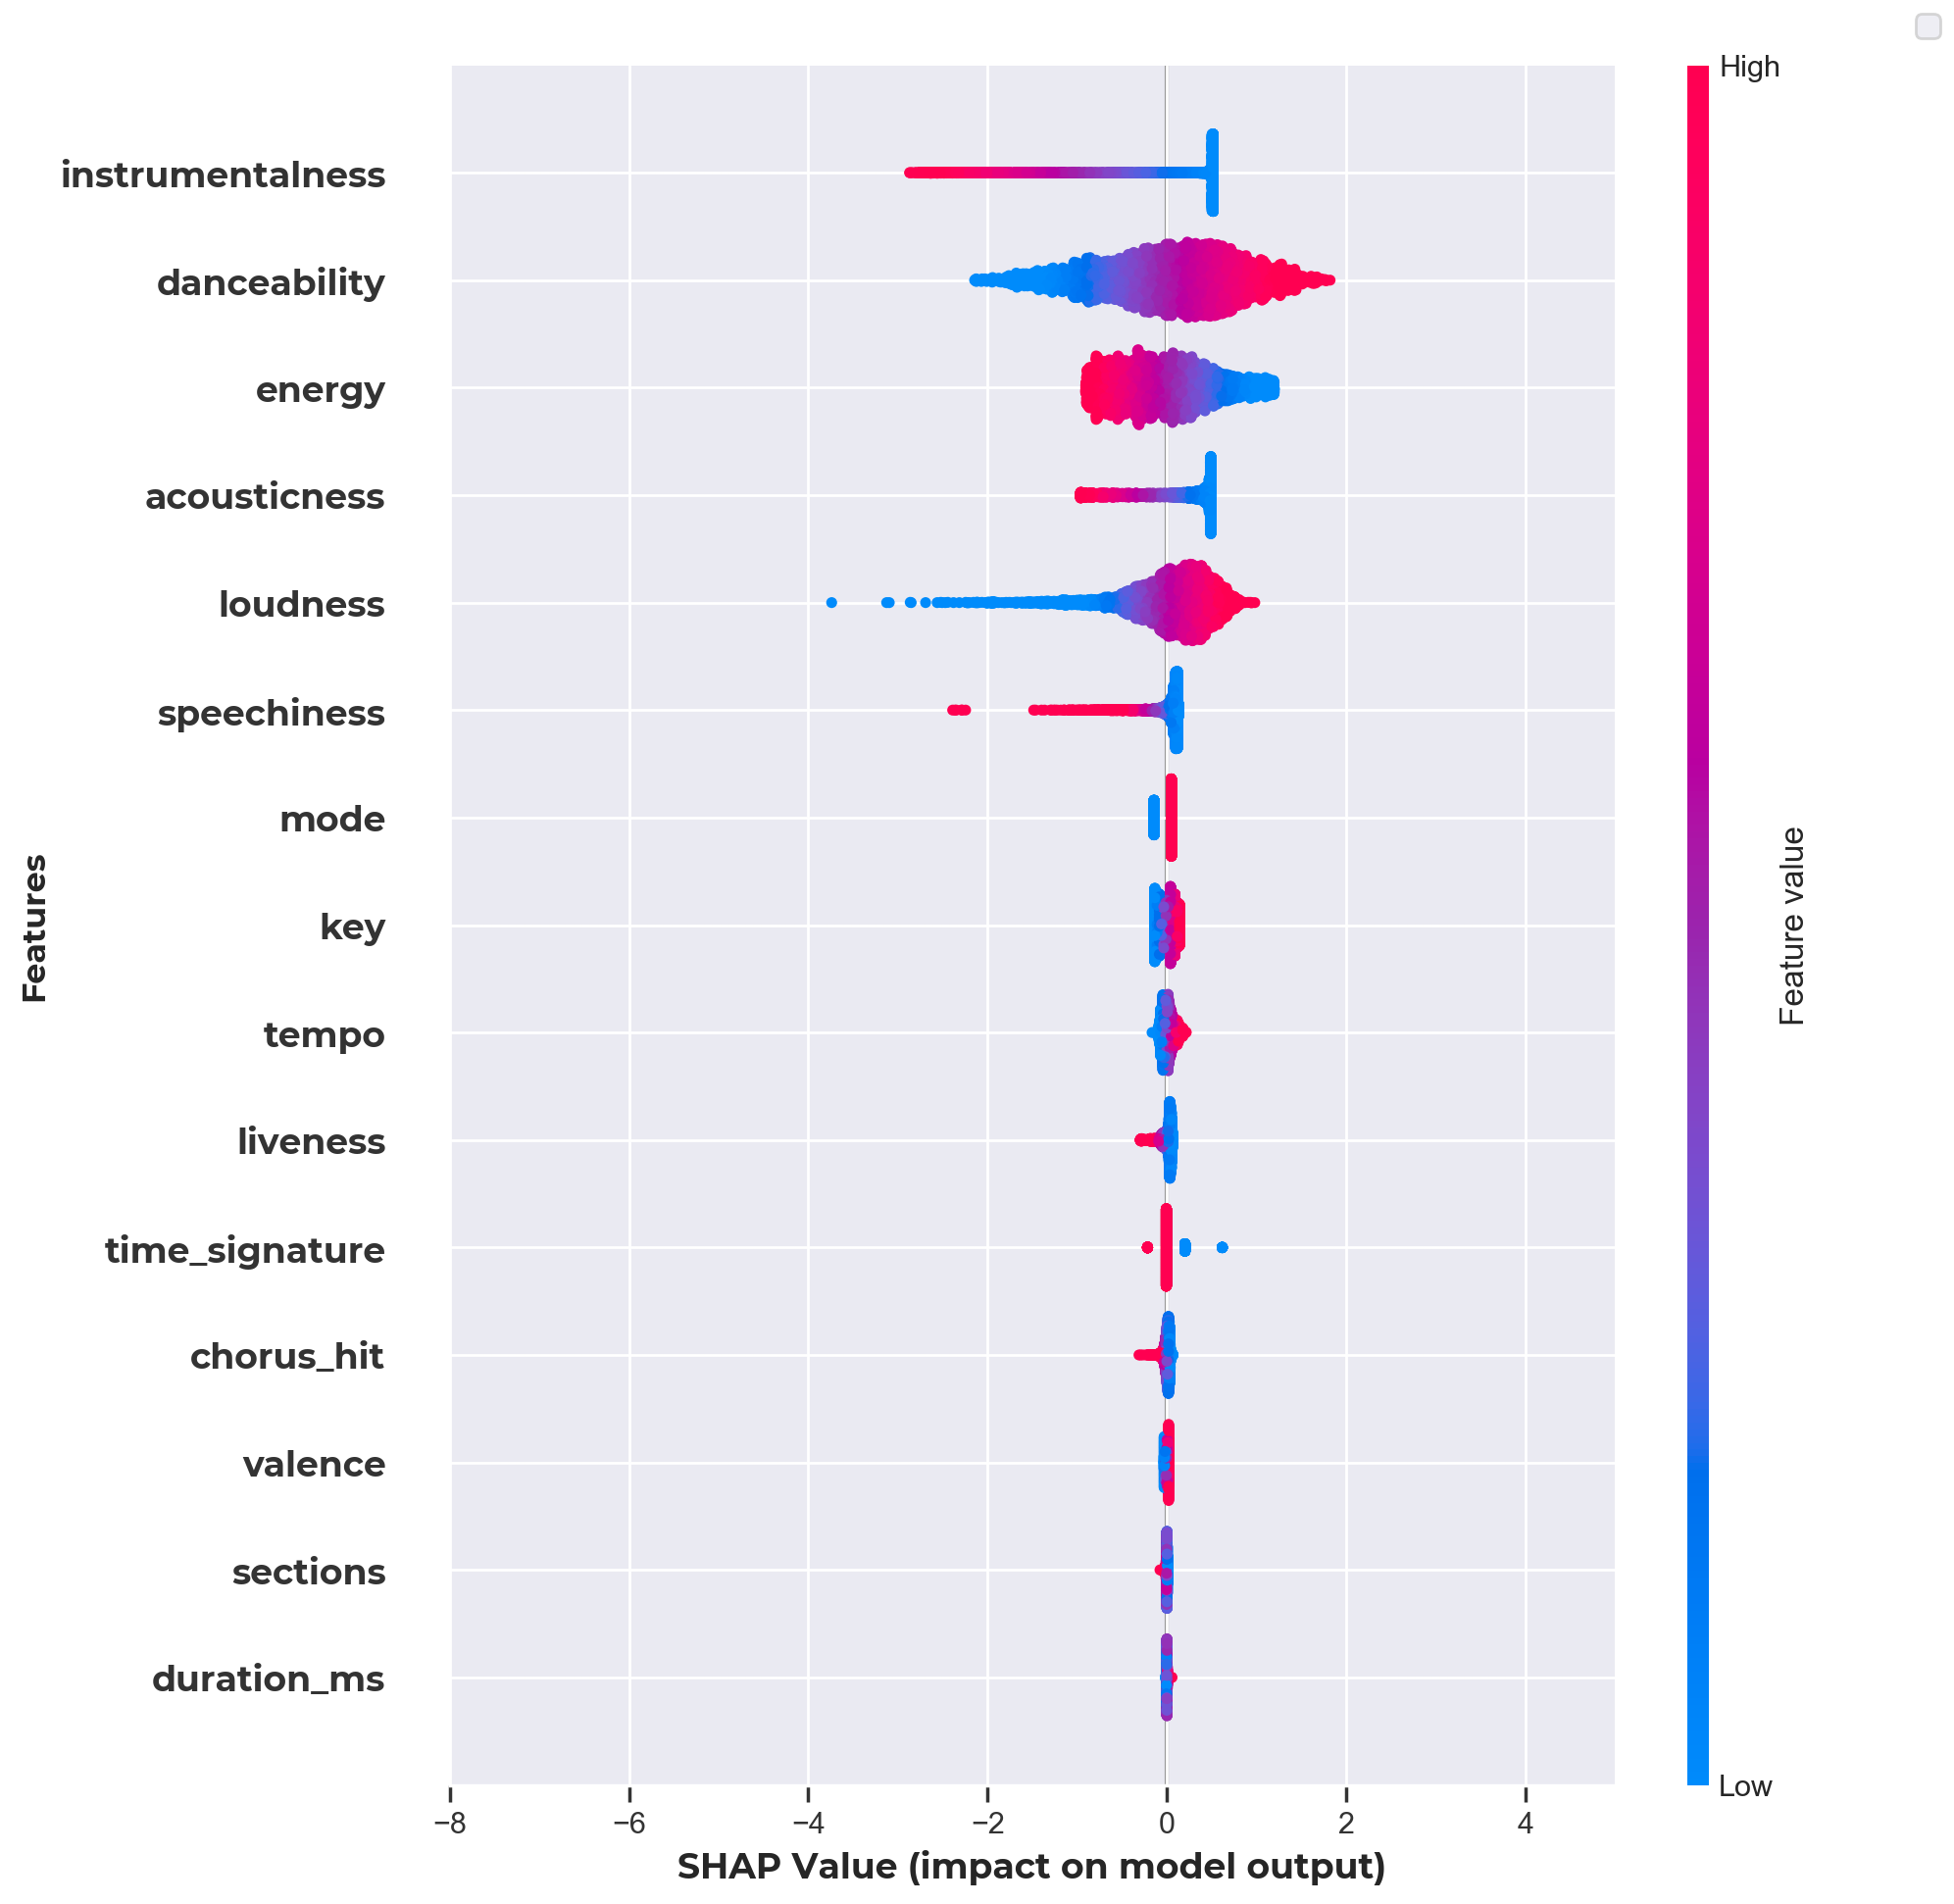 High
instrumentalness
danceability
energy
acousticness
loudness
speechiness
mode
key
tempo
liveness
time_signature
chorus_hit
valence
sections
duration_ms
Features
Feature value
Low
−8 −6 −4 −2 0 2 4
SHAP Value (impact on model output)